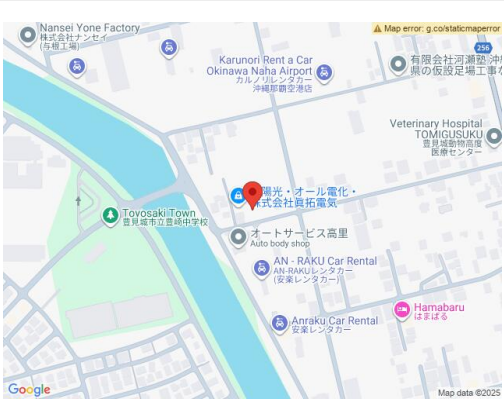 Nansei Yone Factory
株式会社ナンセイ
(与根工場)
Map error: g.co/staticmaperror
256
Karunori Rent a Car
Okinawa Naha Airport
カルノリレンタカー
沖縄那覇空港店
有限会社河瀬塾 沖
県の仮設足場工事な
Veterinary Hospital
TOMIGUSUKU
豊見城動物高度
医療センター
陽光・オール電化・
株式会社眞拓電気
Toyosaki Town
豊見城市立豊崎中学校
オートサービス高里
Auto body shop
AN - RAKU Car Rental
AN-RAKUレンタカー
(安楽レンタカー)
Hamabaru
はまばる
Anraku Car Rental
安楽レンタカー
Google
Map data ©2025